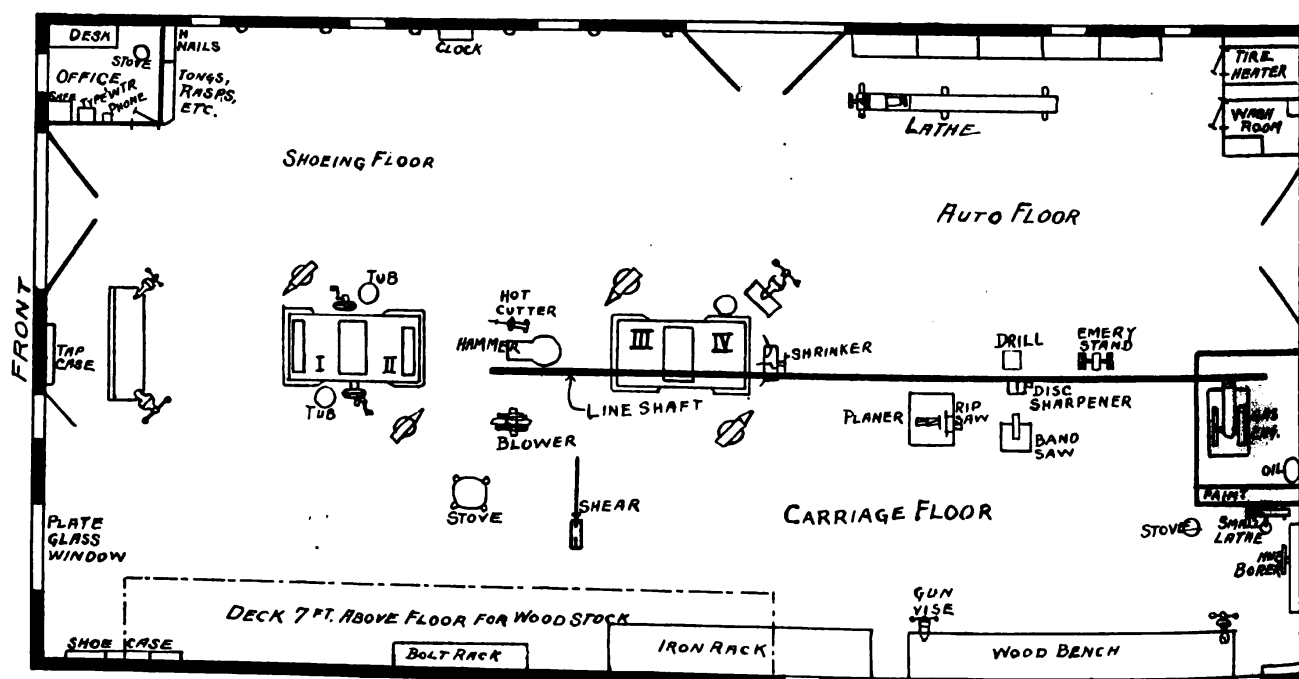 DESK
STOVE
OFFICE
SAFE
TYPEWTR
PHONE
H
NAILS
TONGS,
RASPS,
ETC.
CLOCK
LATHE
TIRE
HEATER
WASH
ROOM
SHOEING FLOOR
AUTO FLOOR
FRONT
TAP
CASE
TUB
I
II
TUB
HOT
CUTTER
HAMMER
III
IV
SHRINKER
LINE SHAFT
BLOWER
DRILL
EMERY
STAND
DISC
SHARPENER
PLANER
RIP
SAW
BAND
SAW
GAS
ENG.
OIL
PAINT
STOVE
SHEAR
CARRIAGE FLOOR
STOVE
SMALL
LATHE
HUB
BORER
PLATE
GLASS
WINDOW
DECK 7 FT. ABOVE FLOOR FOR WOOD STOCK
GUN
VISE
SHOE CASE
BOLT RACK
IRON RACK
WOOD BENCH